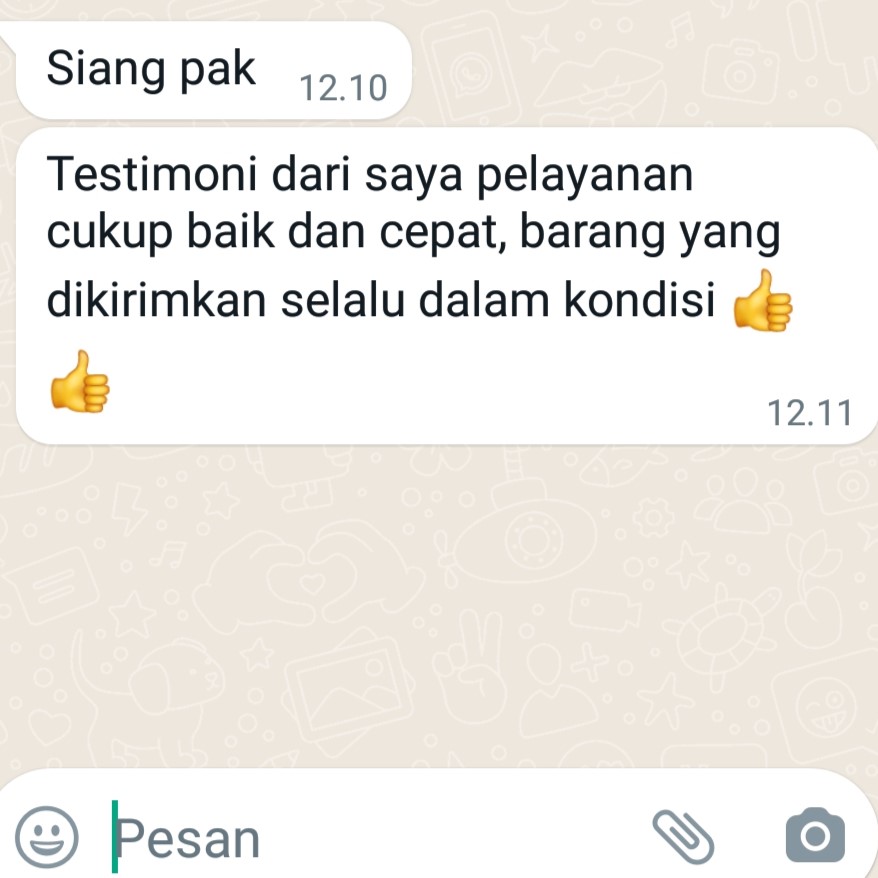 Siang pak 12.10
Testimoni dari saya pelayanan
cukup baik dan cepat, barang yang
dikirimkan selalu dalam kondisi 👍
👍 12.11
Pesan